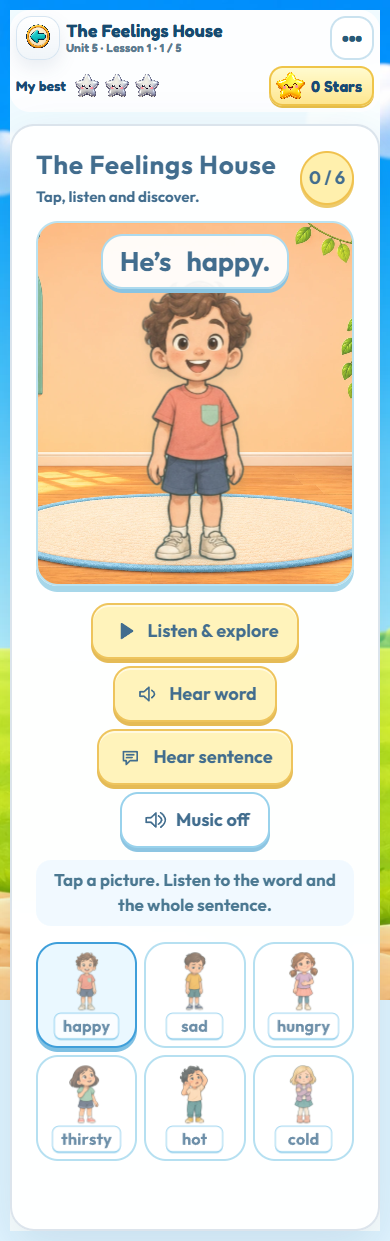 The Feelings House
Unit 5 · Lesson 1 · 1 / 5
My best
0 Stars
The Feelings House
Tap, listen and discover.
0 / 6
He’s happy.
Listen & explore
Hear word
Hear sentence
Music off
Tap a picture. Listen to the word and
the whole sentence.
happy
sad
hungry
thirsty
hot
cold